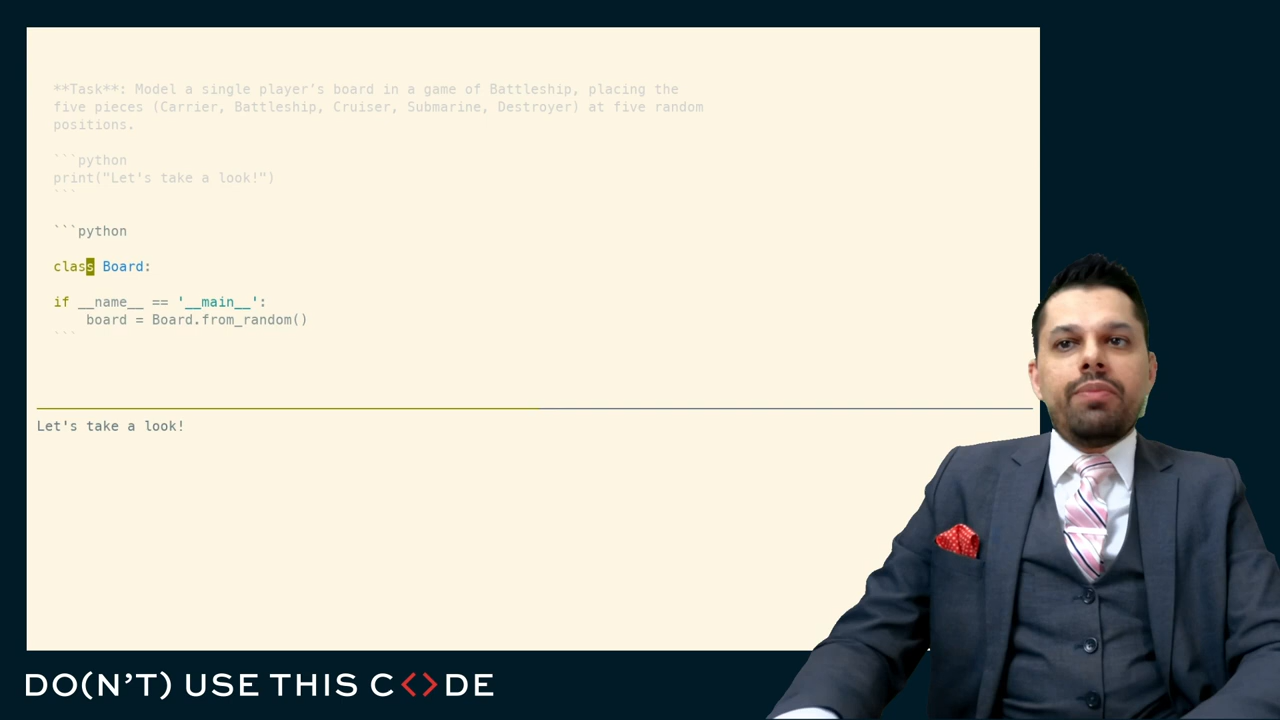 **Task**: Model a single player's board in a game of Battleship, placing the
five pieces (Carrier, Battleship, Cruiser, Submarine, Destroyer) at five random
positions.
```python
print("Let's take a look!")
```
```python
class Board:
if __name__ == '__main__':
    board = Board.from_random()
```
Let's take a look!
DO(N'T) USE THIS C<>DE